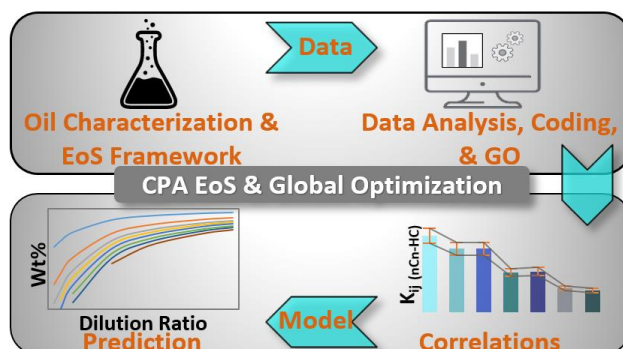 Data
Oil Characterization &
EoS Framework
Data Analysis, Coding,
& GO
CPA EoS & Global Optimization
Wt%
Dilution Ratio
Prediction
Model
Kij (nCn-HC)
Correlations